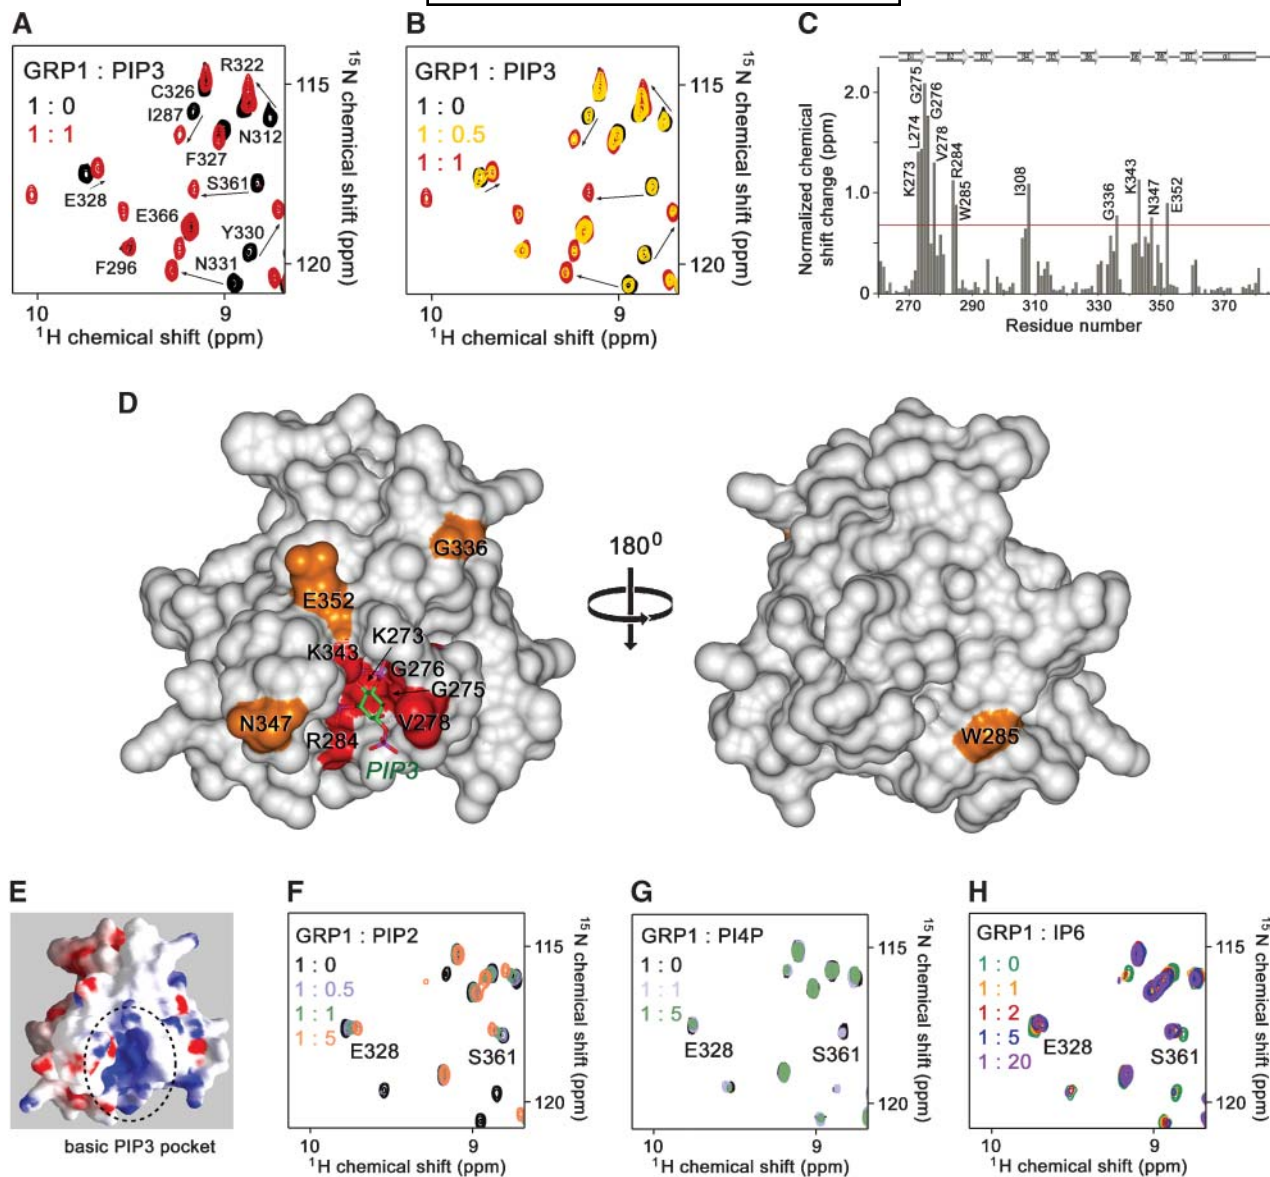 A
GRP1 : PIP3
1 : 0
1 : 1
R322
C326
I287
N312
F327
S361
E328
E366
Y330
N331
F296
115
120
15N chemical shift (ppm)
10
9
1H chemical shift (ppm)
B
GRP1 : PIP3
1 : 0
1 : 0.5
1 : 1
115
120
15N chemical shift (ppm)
10
9
1H chemical shift (ppm)
C
Normalized chemical
shift change (ppm)
2.0
1.0
0
K273
L274
G275
G276
V278
R284
W285
I308
G336
K343
N347
E352
270
290
310
330
350
370
Residue number
D
G336
E352
K343
K273
G276
G275
N347
R284
V278
PIP3
180⁰
W285
E
basic PIP3 pocket
F
GRP1 : PIP2
1 : 0
1 : 0.5
1 : 1
1 : 5
E328
S361
115
120
15N chemical shift (ppm)
10
9
1H chemical shift (ppm)
G
GRP1 : PI4P
1 : 0
1 : 1
1 : 5
E328
S361
115
120
15N chemical shift (ppm)
10
9
1H chemical shift (ppm)
H
GRP1 : IP6
1 : 0
1 : 1
1 : 2
1 : 5
1 : 20
E328
S361
115
120
15N chemical shift (ppm)
10
9
1H chemical shift (ppm)